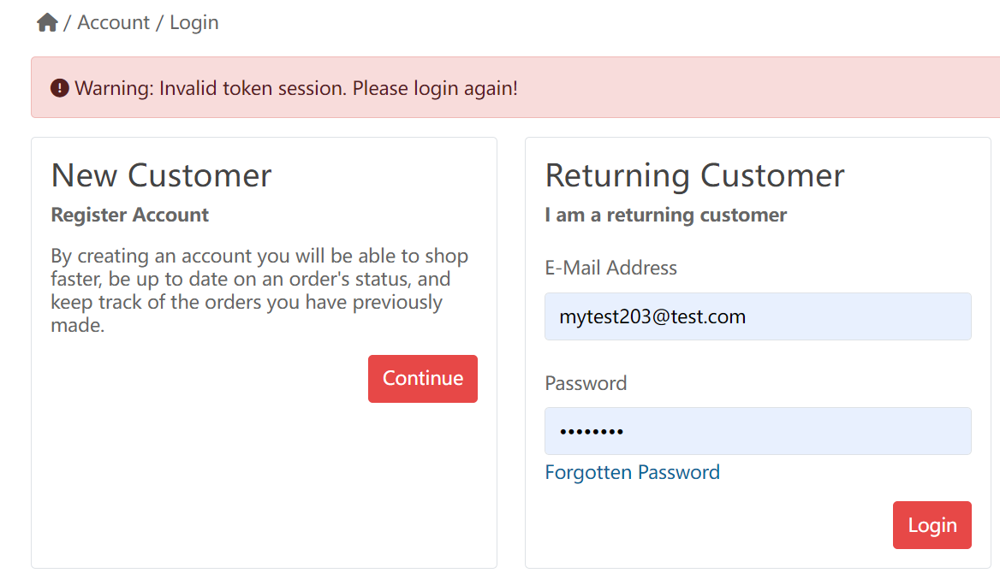 / Account / Login
Warning: Invalid token session. Please login again!
New Customer
Register Account
By creating an account you will be able to shop
faster, be up to date on an order's status, and
keep track of the orders you have previously
made.
Continue
Returning Customer
I am a returning customer
E-Mail Address
mytest203@test.com
Password
••••••••
Forgotten Password
Login